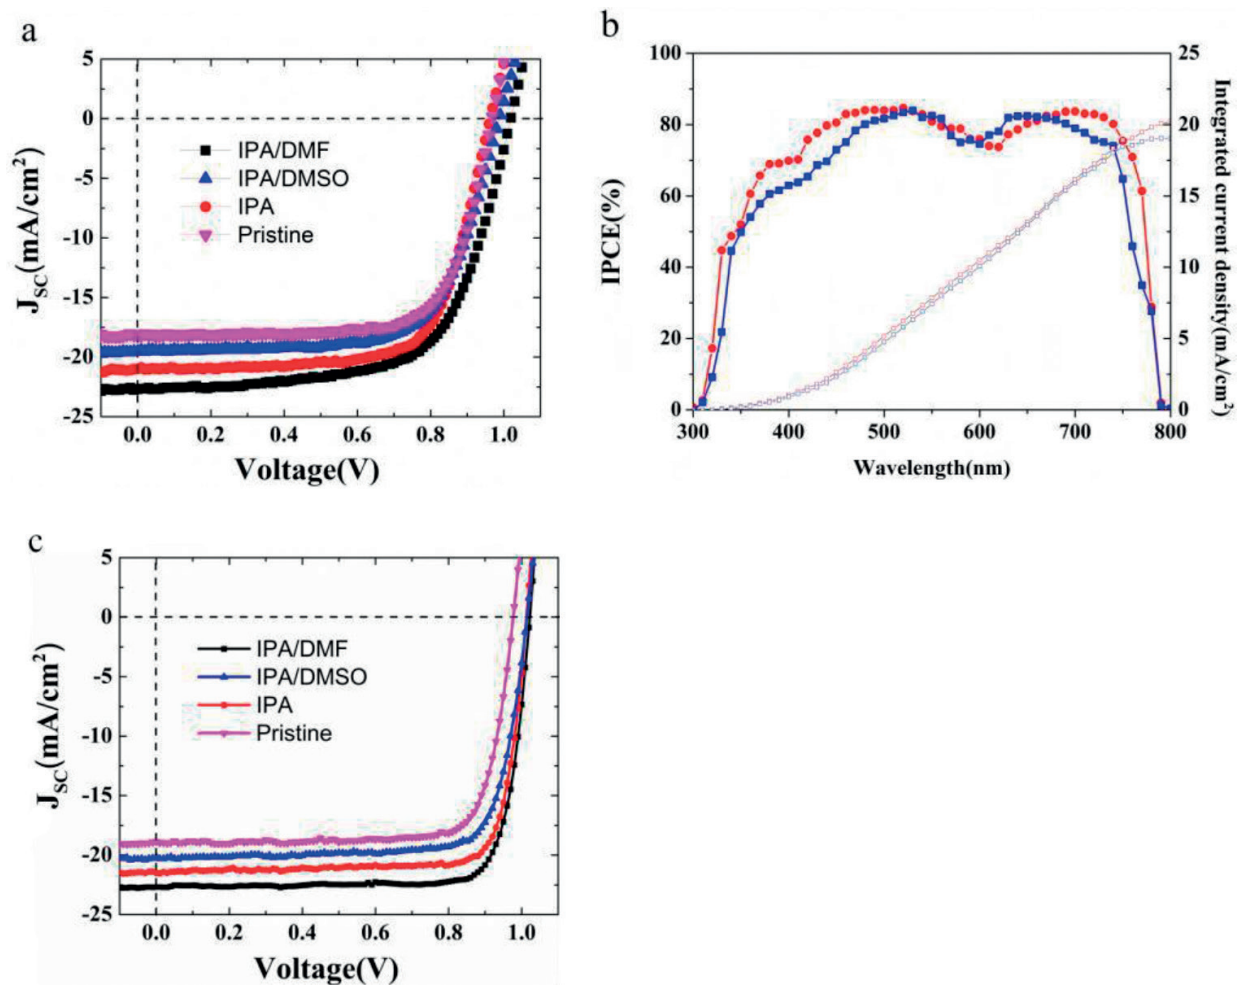 a
5
0
-5
-10
-15
-20
-25
J_SC(mA/cm²)
IPA/DMF
IPA/DMSO
IPA
Pristine
0.0 0.2 0.4 0.6 0.8 1.0
Voltage(V)
b
100
80
60
40
20
0
IPCE(%)
25
20
15
10
5
0
Integrated current
density(mA/cm²)
300 400 500 600 700 800
Wavelength(nm)
c
5
0
-5
-10
-15
-20
-25
J_SC(mA/cm²)
IPA/DMF
IPA/DMSO
IPA
Pristine
0.0 0.2 0.4 0.6 0.8 1.0
Voltage(V)